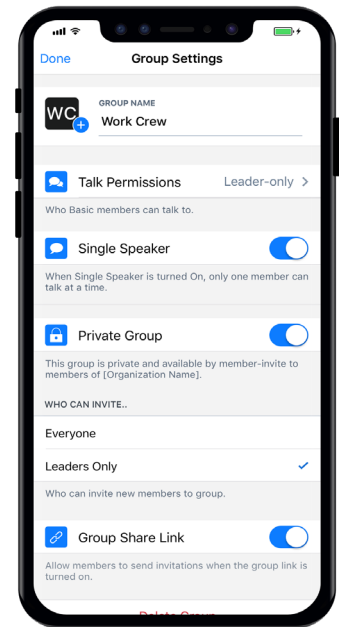 Done
Group Settings
WC
GROUP NAME
Work Crew
Talk Permissions
Leader-only
Who Basic members can talk to.
Single Speaker
When Single Speaker is turned On, only one member can
talk at a time.
Private Group
This group is private and available by member-invite to
members of [Organization Name].
WHO CAN INVITE..
Everyone
Leaders Only
Who can invite new members to group.
Group Share Link
Allow members to send invitations when the group link is
turned on.
Delete Group